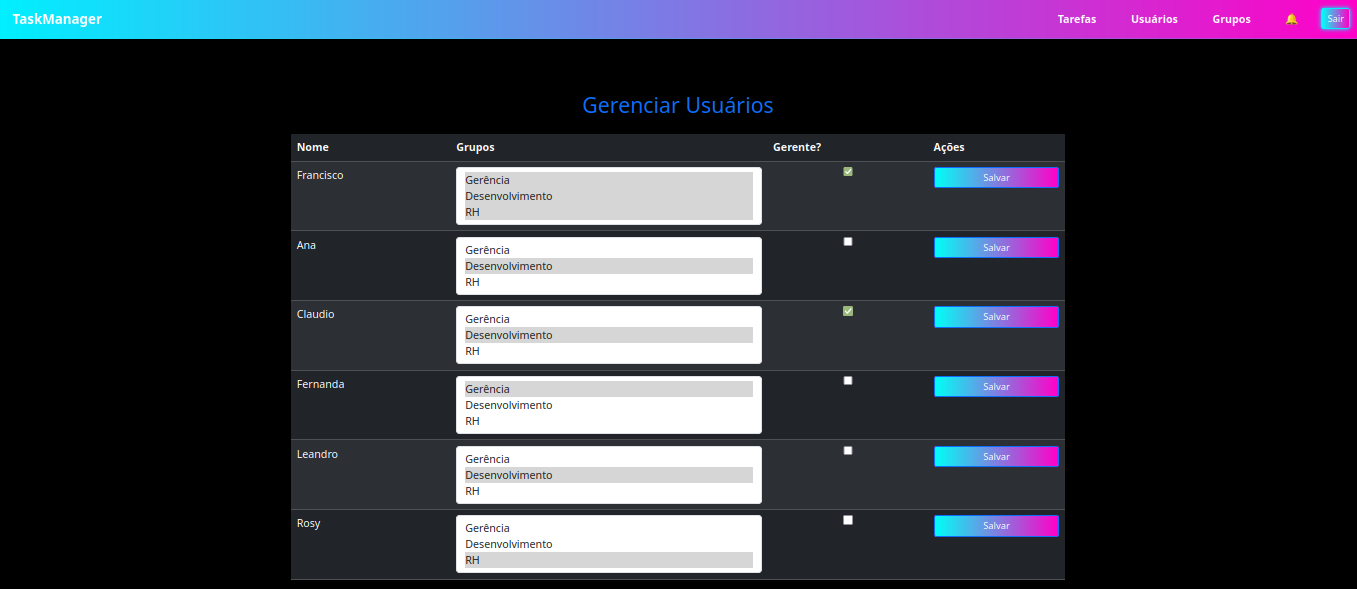 TaskManager Tarefas Usuários Grupos Sair
Gerenciar Usuários
Nome Grupos Gerente? Ações
Francisco Gerência Salvar
Desenvolvimento
RH
Ana Gerência Salvar
Desenvolvimento
RH
Claudio Gerência Salvar
Desenvolvimento
RH
Fernanda Gerência Salvar
Desenvolvimento
RH
Leandro Gerência Salvar
Desenvolvimento
RH
Rosy Gerência Salvar
Desenvolvimento
RH